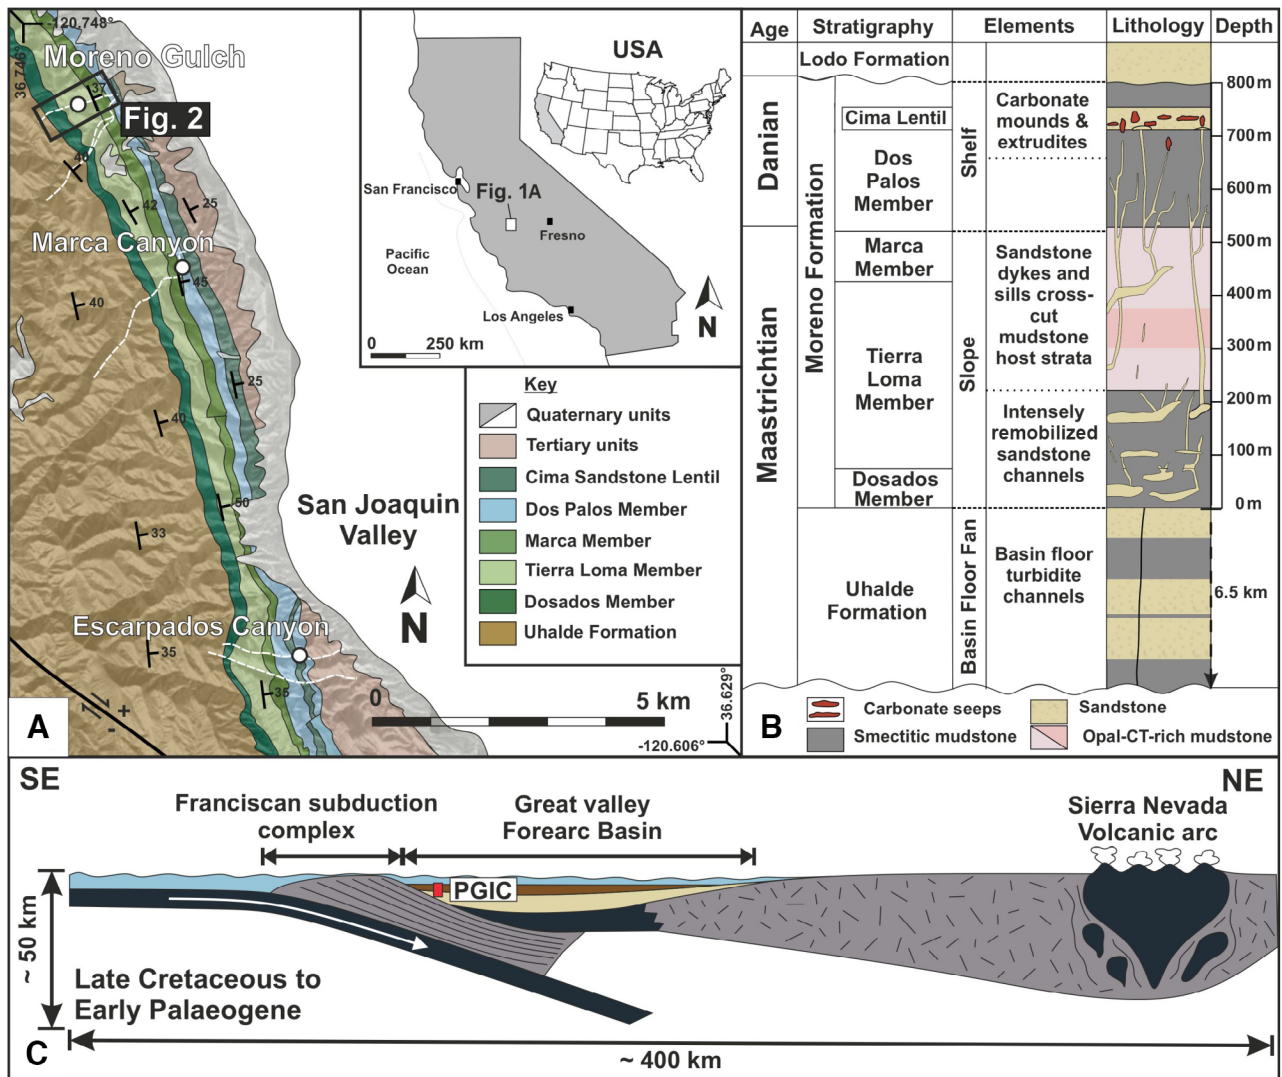 -120.748°
36.746°
Moreno Gulch
37
Fig. 2
46
42
25
Marca Canyon
45
40
25
40
50
33
San Joaquin
Valley
N
Escarpados Canyon
35
35
+
-
0
5 km
36.629°
-120.606°
A
USA
San Francisco
Fig. 1A
Fresno
Pacific
Ocean
Los Angeles
N
0
250 km
Key
Quaternary units
Tertiary units
Cima Sandstone Lentil
Dos Palos Member
Marca Member
Tierra Loma Member
Dosados Member
Uhalde Formation
Age
Stratigraphy
Elements
Lithology
Depth
Lodo Formation
Danian
Maastrichtian
Moreno Formation
Cima Lentil
Dos
Palos
Member
Marca
Member
Tierra
Loma
Member
Dosados
Member
Uhalde
Formation
Shelf
Slope
Basin Floor Fan
Carbonate
mounds &
extrudites
Sandstone
dykes and
sills cross-
cut
mudstone
host strata
Intensely
remobilized
sandstone
channels
Basin floor
turbidite
channels
800 m
700 m
600 m
500 m
400 m
300 m
200 m
100 m
0 m
6.5 km
B
Carbonate seeps
Sandstone
Smectitic mudstone
Opal-CT-rich mudstone
SE
NE
Franciscan subduction
complex
Great valley
Forearc Basin
Sierra Nevada
Volcanic arc
PGIC
~ 50 km
Late Cretaceous to
Early Palaeogene
C
~ 400 km